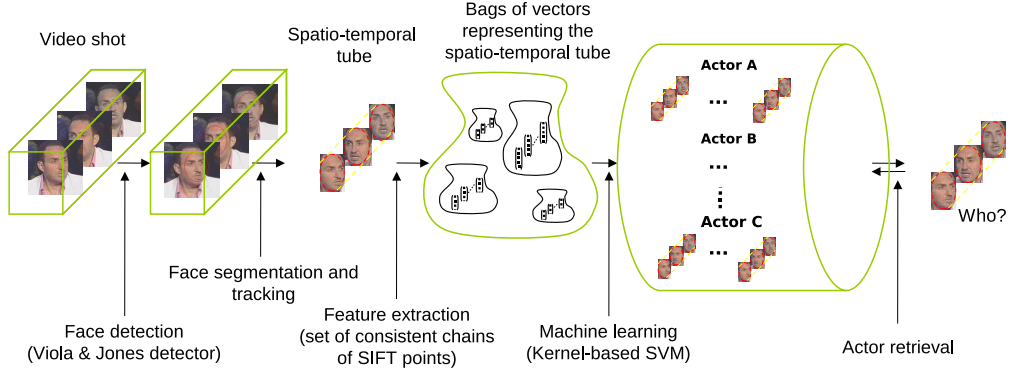 Video shot
Spatio-temporal
tube
Bags of vectors
representing the
spatio-temporal tube
Actor A
...
Actor B
...
Actor C
...
Who?
Face segmentation and
tracking
Face detection
(Viola & Jones detector)
Feature extraction
(set of consistent chains
of SIFT points)
Machine learning
(Kernel-based SVM)
Actor retrieval